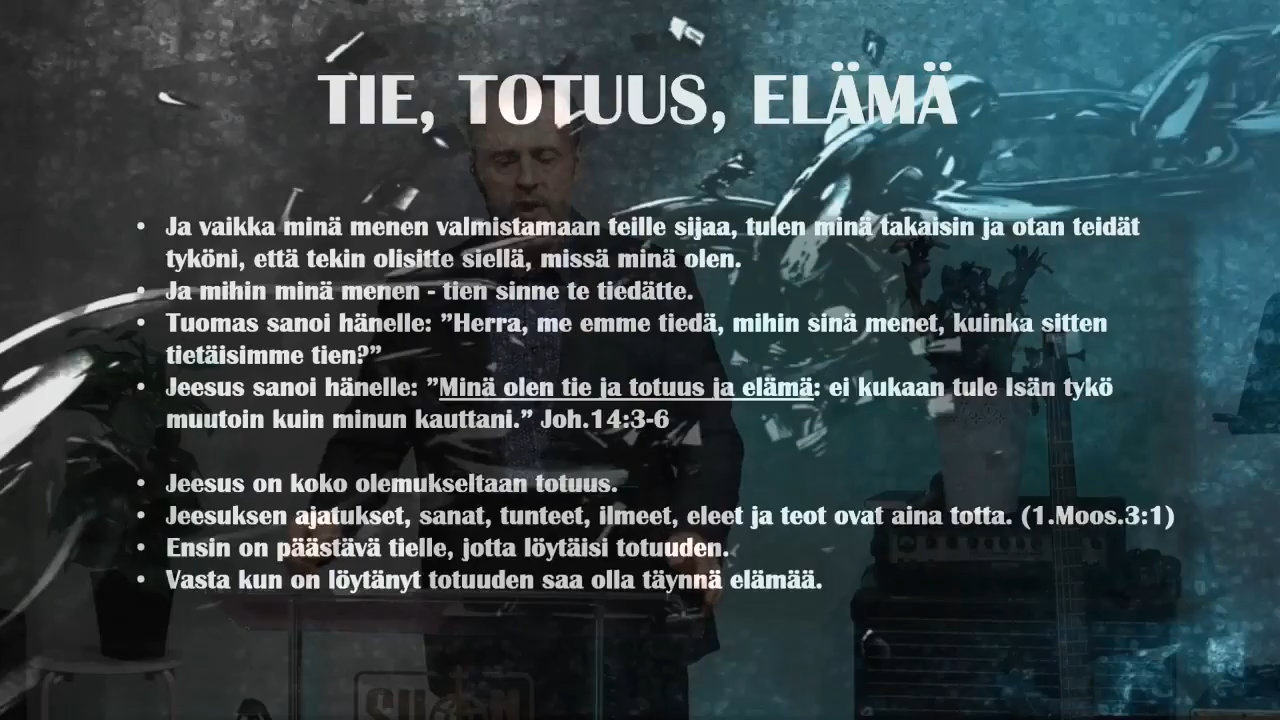 TIE, TOTUUS, ELÄMÄ
• Ja vaikka minä menen valmistamaan teille sijaa, tulen minä takaisin ja otan teidät
tyköni, että tekin olisitte siellä, missä minä olen.
• Ja mihin minä menen - tien sinne te tiedätte.
• Tuomas sanoi hänelle: ”Herra, me emme tiedä, mihin sinä menet, kuinka sitten
tietäisimme tien?”
• Jeesus sanoi hänelle: ”Minä olen tie ja totuus ja elämä: ei kukaan tule Isän tykö
muutoin kuin minun kauttani.” Joh.14:3-6
• Jeesus on koko olemukseltaan totuus.
• Jeesuksen ajatukset, sanat, tunteet, ilmeet, eleet ja teot ovat aina totta. (1.Moos.3:1)
• Ensin on päästävä tielle, jotta löytäisi totuuden.
• Vasta kun on löytänyt totuuden saa olla täynnä elämää.